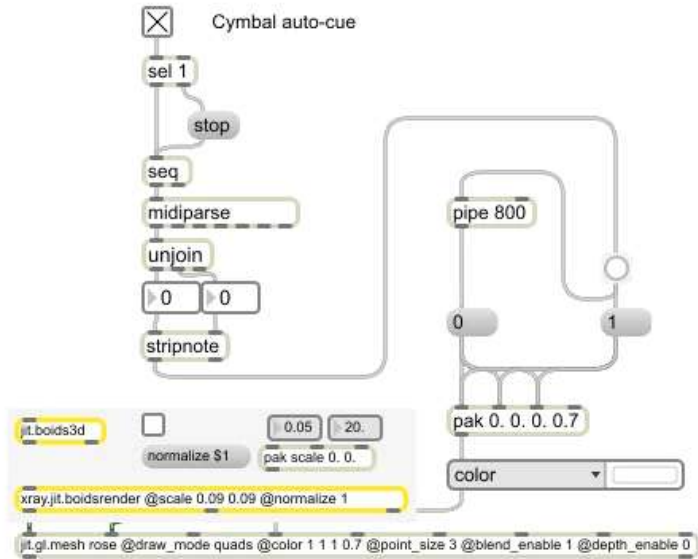 Cymbal auto-cue
sel 1
stop
seq
midiparse
unjoin
0 0
stripnote
pipe 800
0 1
pak 0. 0. 0. 0.7
color
jit.boids3d
0.05 20.
normalize $1
pak scale 0. 0.
xray.jit.boidsrender @scale 0.09 0.09 @normalize 1
jit.gl.mesh rose @draw_mode quads @color 1 1 1 0.7 @point_size 3 @blend_enable 1 @depth_enable 0